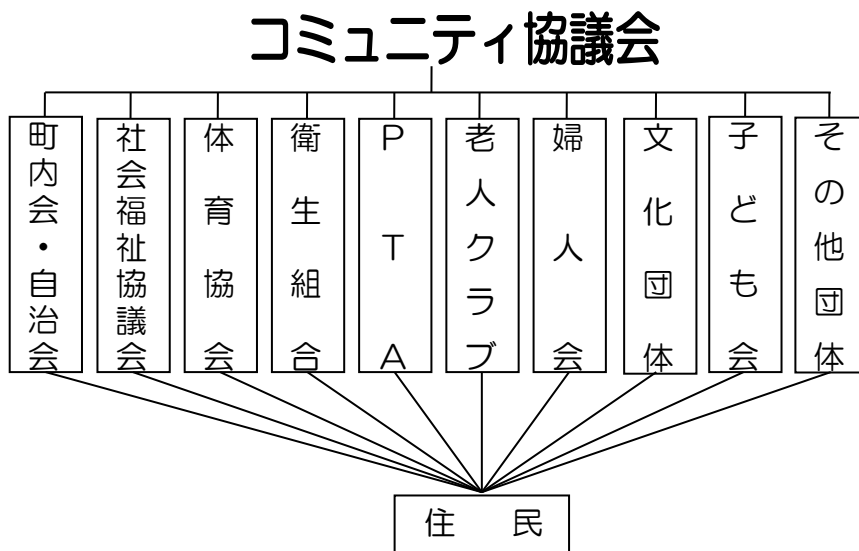 コミュニティ協議会
町内会・自治会
社会福祉協議会
体育協会
衛生組合
PTA
老人クラブ
婦人会
文化団体
子ども会
その他団体
住民